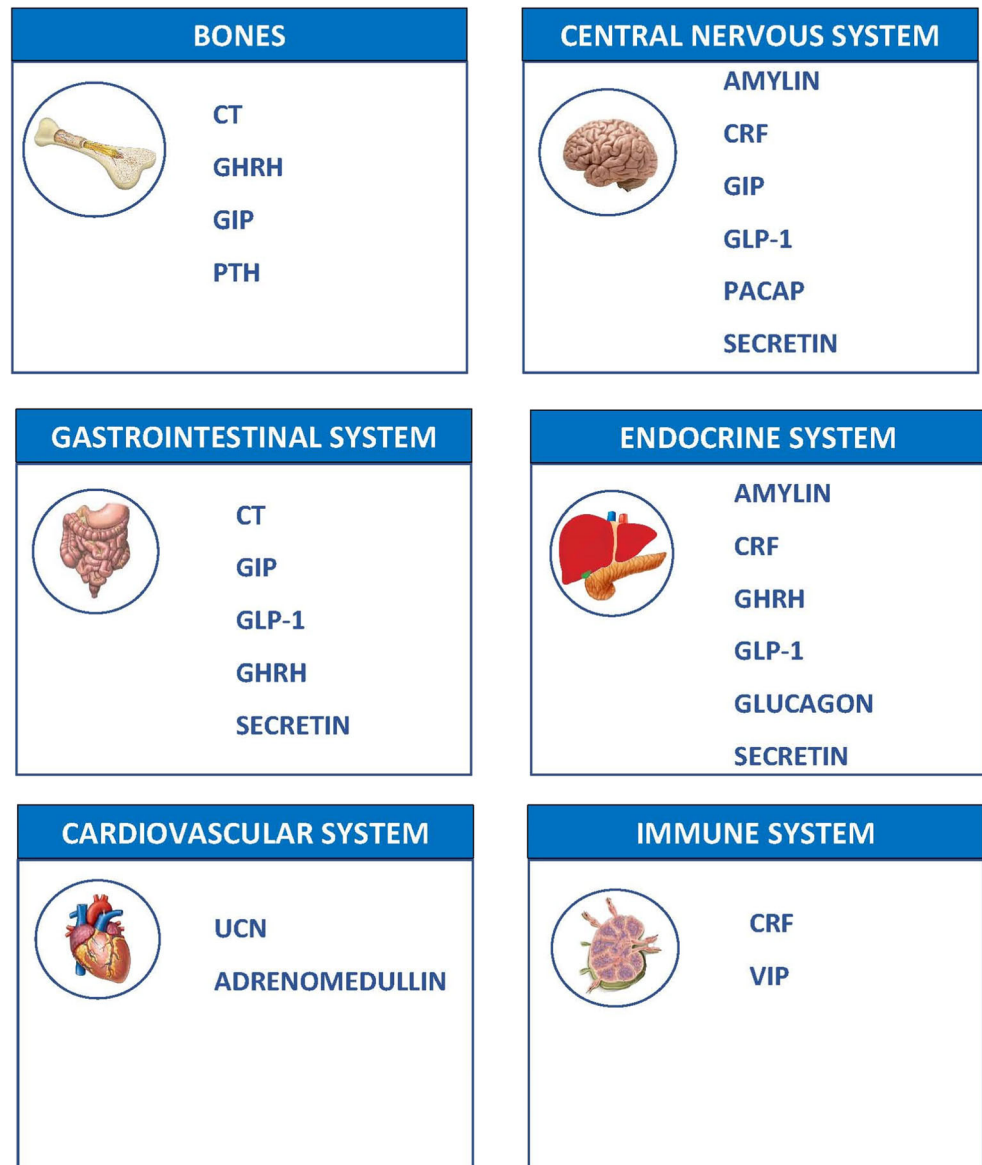 BONES
CT
GHRH
GIP
PTH
CENTRAL NERVOUS SYSTEM
AMYLIN
CRF
GIP
GLP-1
PACAP
SECRETIN
GASTROINTESTINAL SYSTEM
CT
GIP
GLP-1
GHRH
SECRETIN
ENDOCRINE SYSTEM
AMYLIN
CRF
GHRH
GLP-1
GLUCAGON
SECRETIN
CARDIOVASCULAR SYSTEM
UCN
ADRENOMEDULLIN
IMMUNE SYSTEM
CRF
VIP